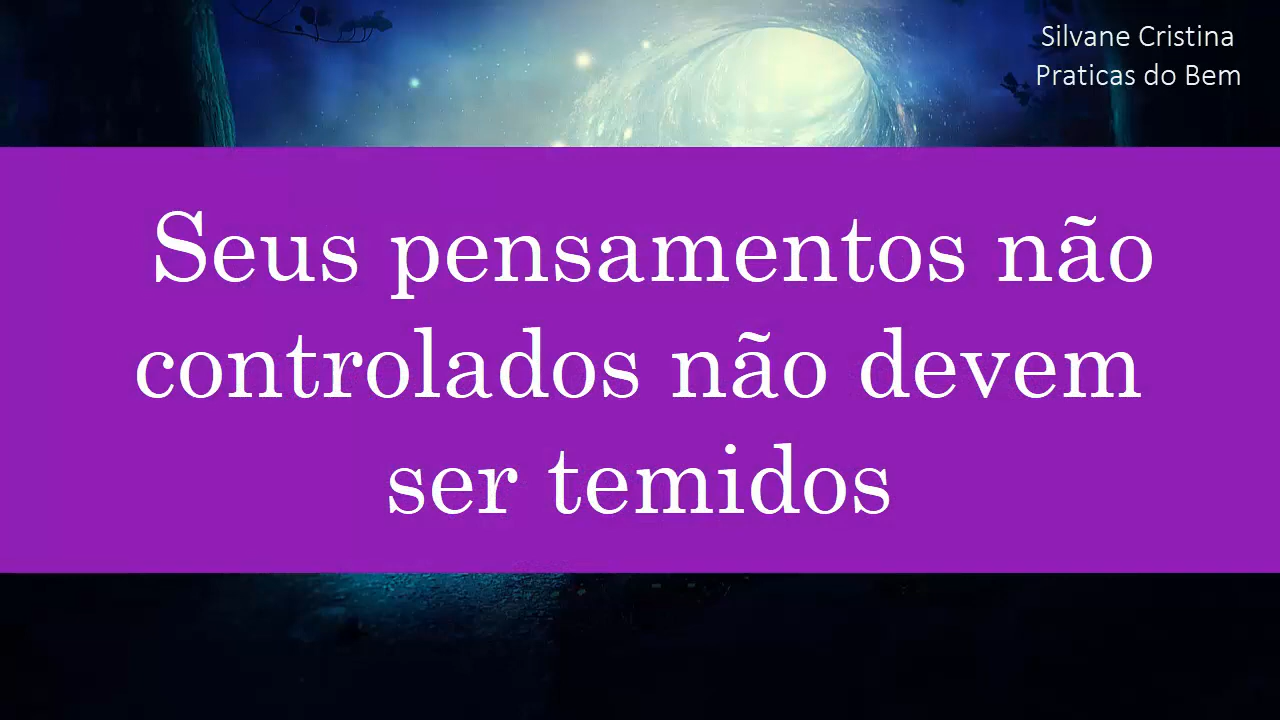 Silvane Cristina
Praticas do Bem
Seus pensamentos não
controlados não devem
ser temidos